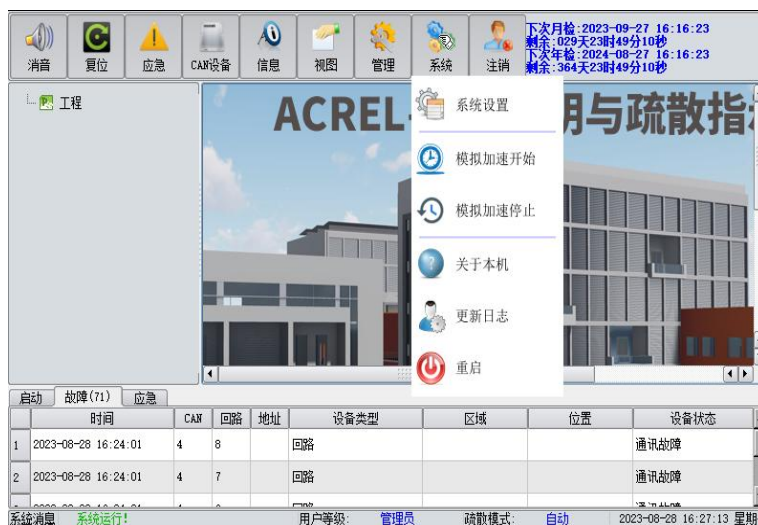 下次月检:2023-09-27 16:16:23
剩余:029天23时49分10秒
下次年检:2024-08-27 16:16:23
剩余:364天23时49分10秒
消音 复位 应急 CAN设备 信息 视图 管理 系统 注销
工程
ACREL- 明与疏散指
系统设置
模拟加速开始
模拟加速停止
关于本机
更新日志
重启
启动 故障(71) 应急
时间 CAN 回路 地址 设备类型 区域 位置 设备状态
1 2023-08-28 16:24:01 4 8 回路 通讯故障
2 2023-08-28 16:24:01 4 7 回路 通讯故障
系统消息 系统运行! 用户等级: 管理员 疏散模式: 自动 2023-08-28 16:27:13 星期